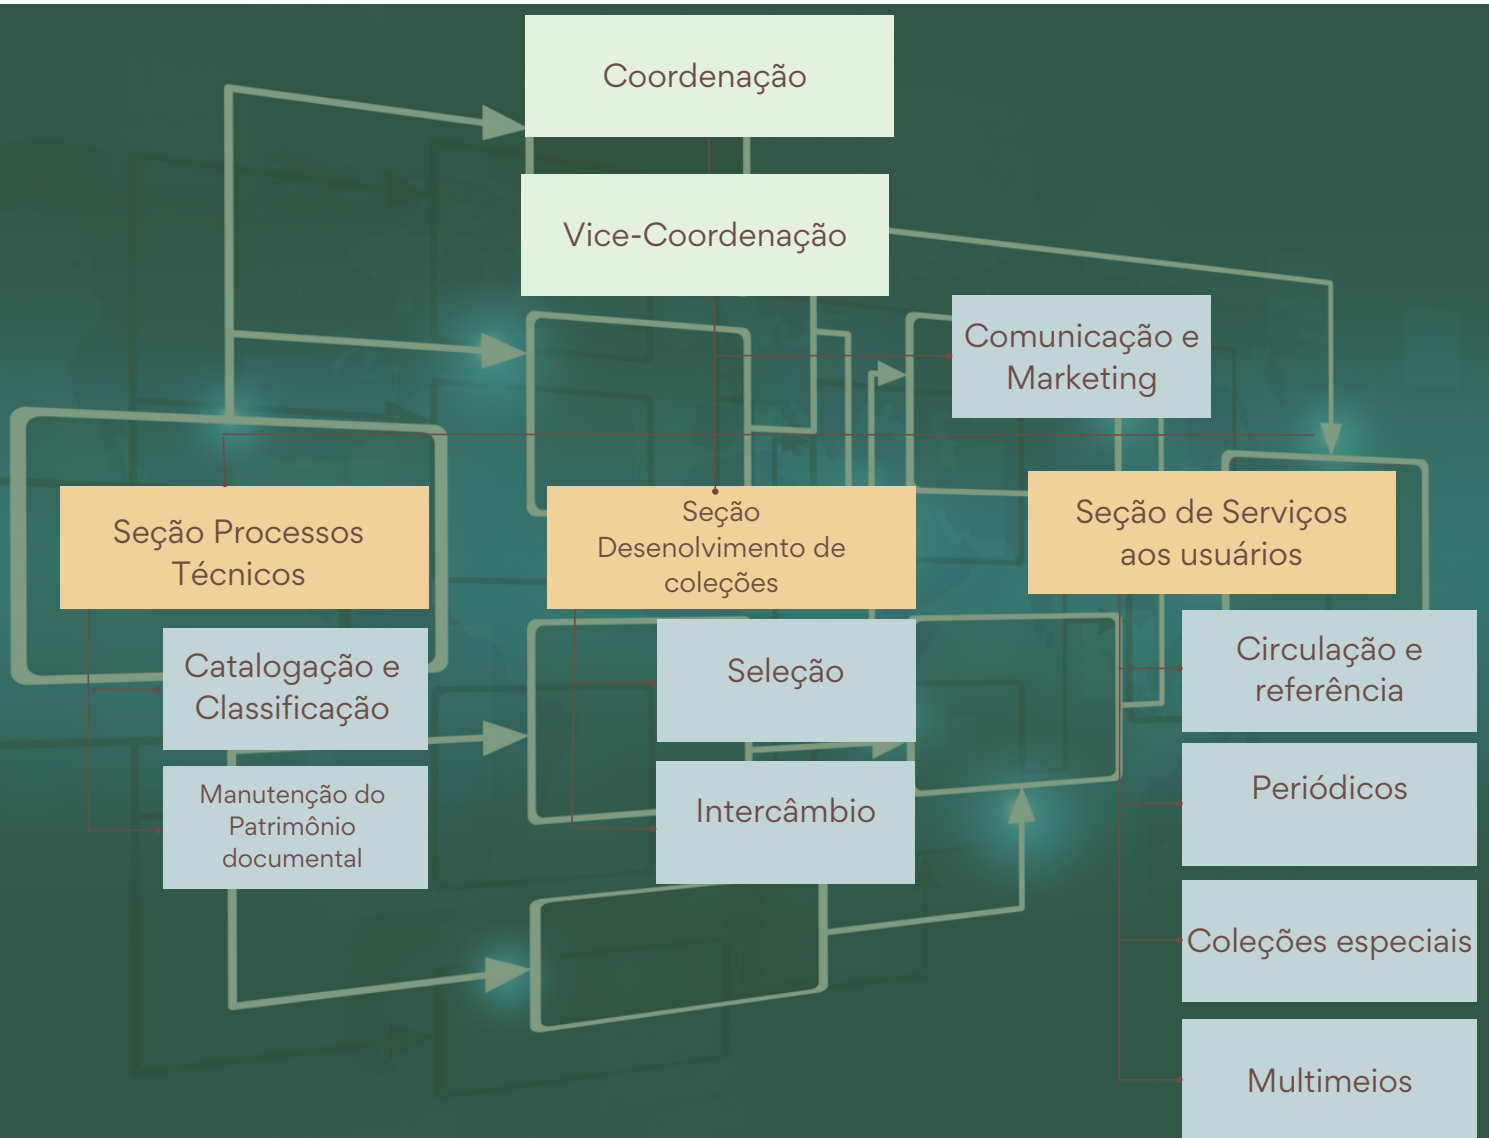 Coordenação
Vice-Coordenação
Comunicação e
Marketing
Seção Processos
Técnicos
Seção
Desenolvimento de
coleções
Seção de Serviços
aos usuários
Catalogação e
Classificação
Manutenção do
Patrimônio
documental
Seleção
Intercâmbio
Circulação e
referência
Periódicos
Coleções especiais
Multimeios